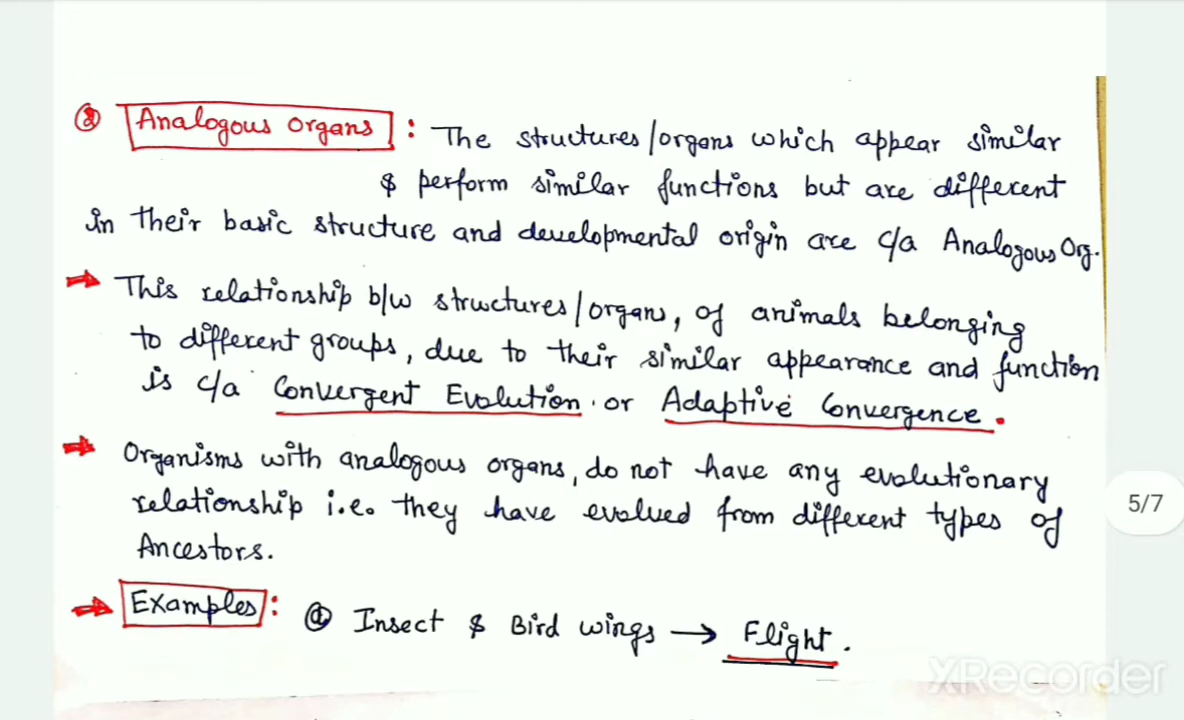 ② Analogous Organs : The structures/organs which appear similar
& perform similar functions but are different
in their basic structure and developmental origin are c/a Analogous Org.
➡ This relationship b/w structures/organs, of animals belonging
to different groups, due to their similar appearance and function
is c/a Convergent Evolution or Adaptive Convergence.
➡ Organisms with analogous organs, do not have any evolutionary
relationship i.e. they have evolved from different types of
Ancestors.
5/7
➡ Examples : ⓐ Insect & Bird wings → Flight.
XRecorder